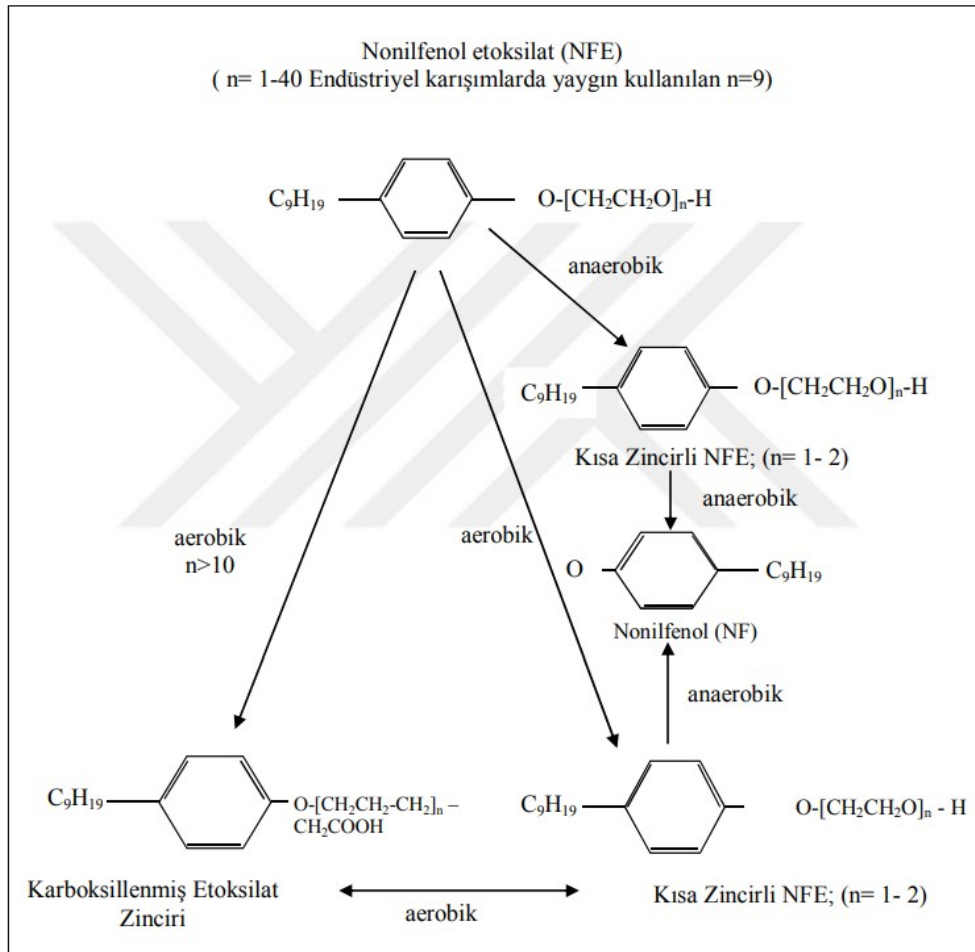 Nonilfenol etoksilat (NFE)
( n= 1-40 Endüstriyel karışımlarda yaygın kullanılan n=9)
C₉H₁₉
O-[CH₂CH₂O]ₙ-H
anaerobik
C₉H₁₉
O-[CH₂CH₂O]ₙ-H
Kısa Zincirli NFE; (n= 1- 2)
anaerobik
aerobik
n>10
aerobik
O
C₉H₁₉
Nonilfenol (NF)
anaerobik
C₉H₁₉
O-[CH₂CH₂-CH₂]ₙ –
CH₂COOH
C₉H₁₉
O-[CH₂CH₂O]ₙ - H
Karboksillenmiş Etoksilat
Zinciri
aerobik
Kısa Zincirli NFE; (n= 1- 2)